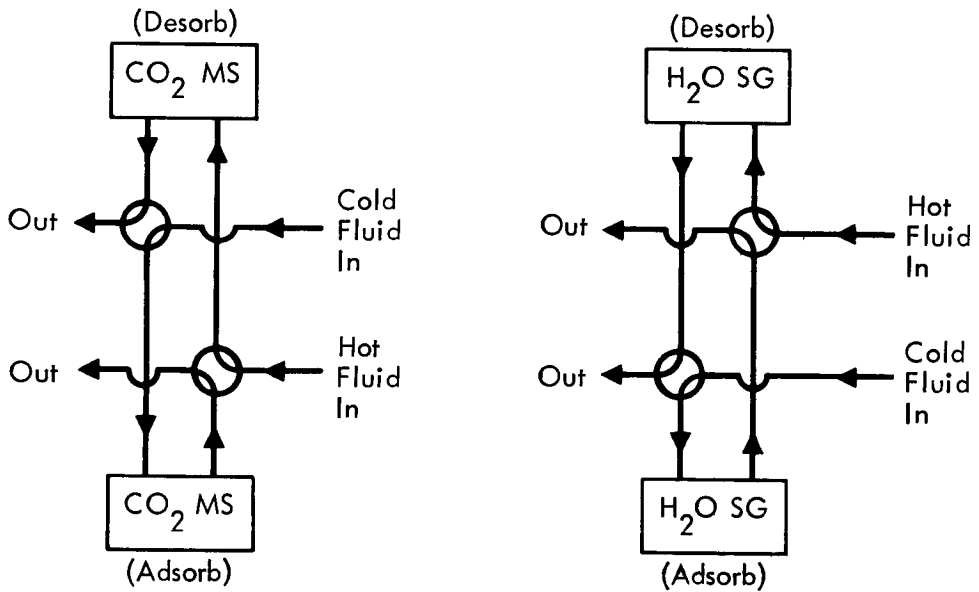 (Desorb)
CO2 MS
Out
Cold
Fluid
In
Out
Hot
Fluid
In
CO2 MS
(Adsorb)
(Desorb)
H2O SG
Out
Hot
Fluid
In
Out
Cold
Fluid
In
H2O SG
(Adsorb)